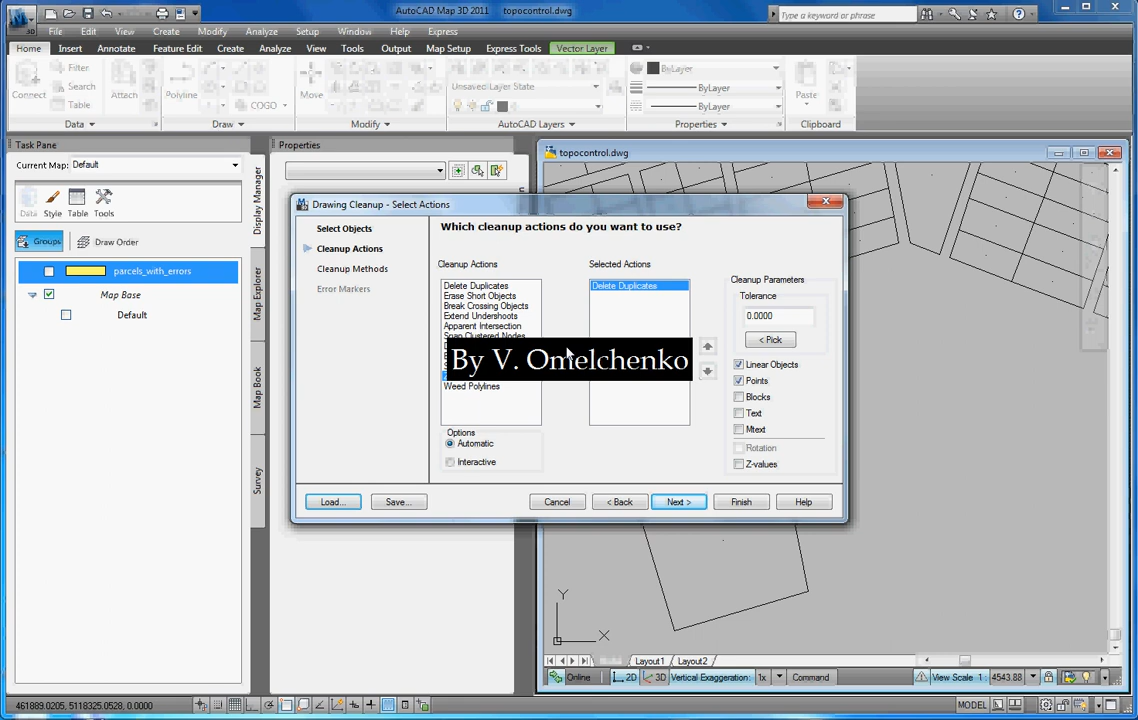 AutoCAD Map 3D 2011 topocontrol.dwg
Type a keyword or phrase
File Edit View Create Modify Analyze Setup Window Help Express
Home Insert Annotate Feature Edit Create Analyze View Tools Output Map Setup Express Tools Vector Layer
Connect
Filter
Search
Table
Attach
Polyline
COGO
Move
Unsaved Layer State
ByLayer
ByLayer
ByLayer
Paste
Data Draw Modify AutoCAD Layers Properties Clipboard
Task Pane
Current Map: Default
Data Style Table Tools
Groups Draw Order
parcels_with_errors
Map Base
Default
Display Manager
Map Explorer
Map Book
Survey
Properties
topocontrol.dwg
Drawing Cleanup - Select Actions
Select Objects
Cleanup Actions
Cleanup Methods
Error Markers
Which cleanup actions do you want to use?
Cleanup Actions
Delete Duplicates
Erase Short Objects
Break Crossing Objects
Extend Undershoots
Apparent Intersection
Snap Clustered Nodes
Weed Polylines
Selected Actions
Delete Duplicates
By V. Omelchenko
Options
Automatic
Interactive
Cleanup Parameters
Tolerance
0.0000
< Pick
Linear Objects
Points
Blocks
Text
Mtext
Rotation
Z-values
Load... Save... Cancel < Back Next > Finish Help
Y
X
Layout1 Layout2
Online 2D 3D Vertical Exaggeration: 1x Command View Scale 1 : 4543.88
461889.0205, 5118325.0528, 0.0000
MODEL